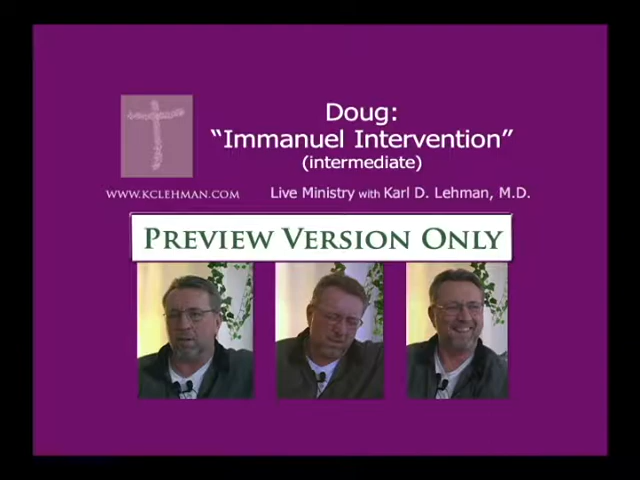 Doug:
“Immanuel Intervention”
(intermediate)
WWW.KCLEHMAN.COM
Live Ministry with Karl D. Lehman, M.D.
PREVIEW VERSION ONLY